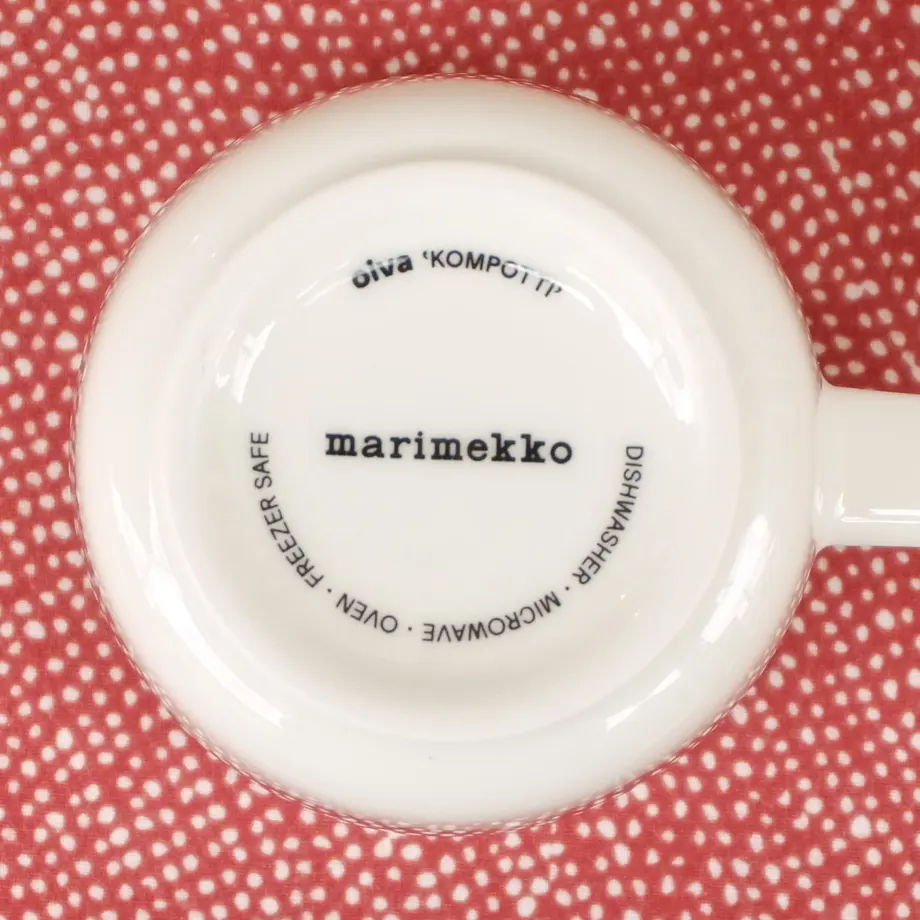 oiva ‘KOMPOTTI’
marimekko
DISHWASHER · MICROWAVE · OVEN · FREEZER SAFE